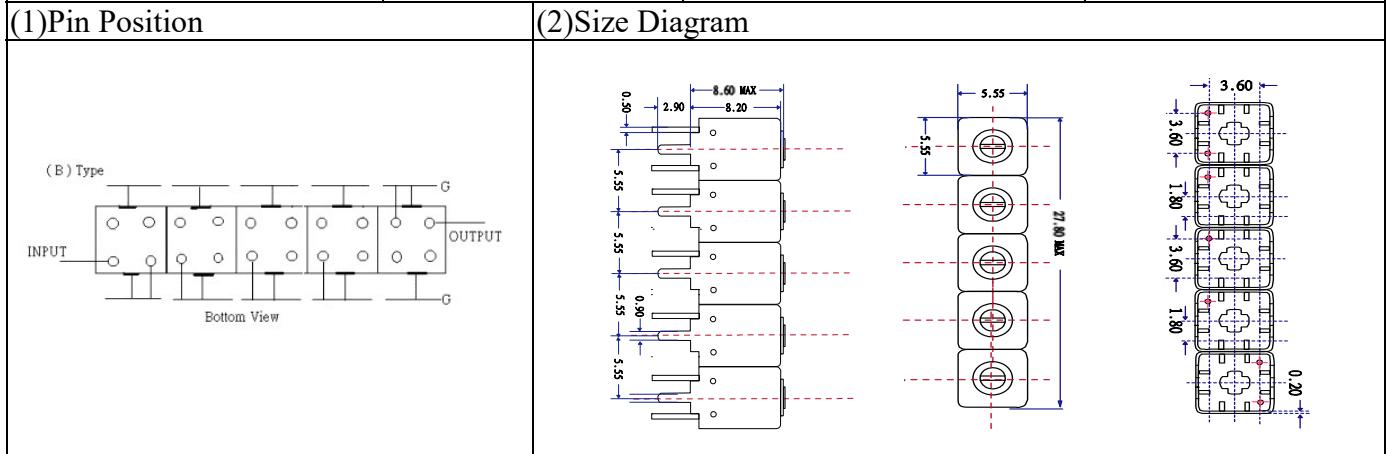 (1)Pin Position
(2)Size Diagram
(B) Type
G
INPUT
OUTPUT
G
Bottom View
8.60 MAX
2.90
8.20
0.50
5.55
5.55
5.55
0.90
5.55
5.55
5.55
27.80 MAX
3.60
3.60
1.80
3.60
1.80
0.20